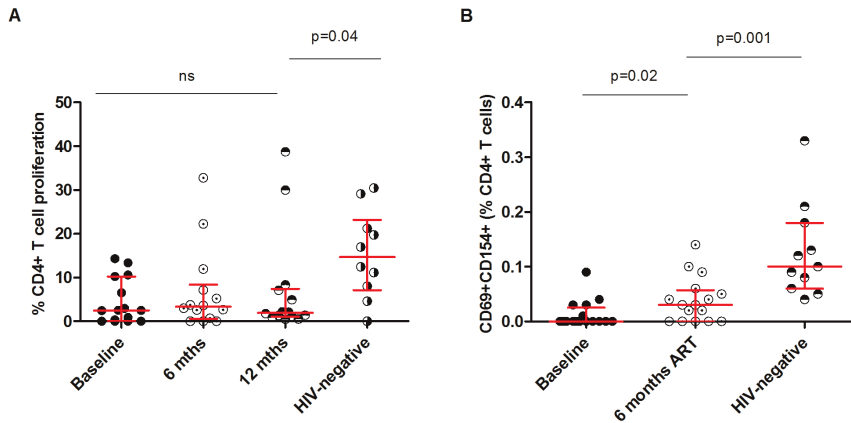 A
p=0.04
ns
% CD4+ T cell proliferation
50
40
30
20
10
0
Baseline
6 mths
12 mths
HIV-negative
B
p=0.001
p=0.02
CD69+CD154+ (% CD4+ T cells)
0.4
0.3
0.2
0.1
0.0
Baseline
6 months ART
HIV-negative